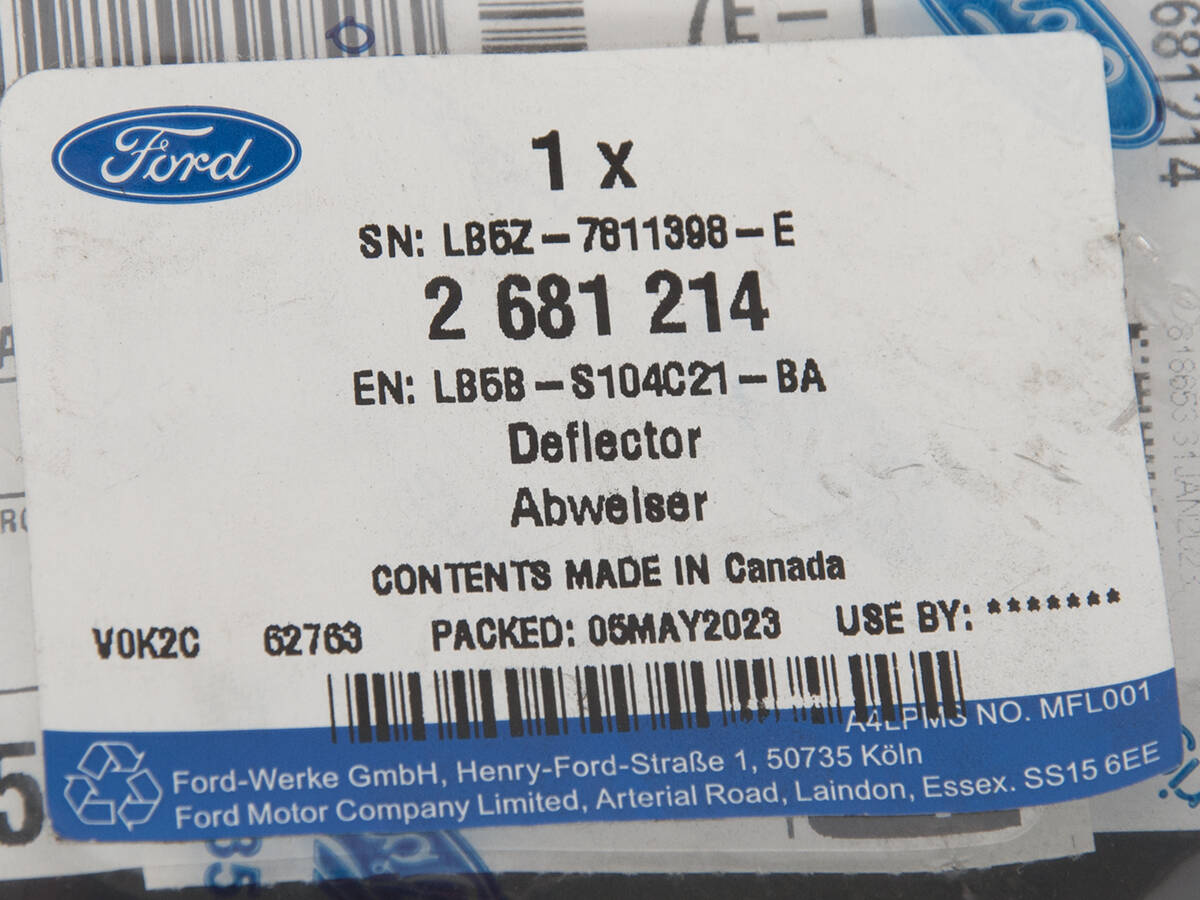 Ford
1 x
SN: LB5Z-7811398-E
2 681 214
EN: LB5B-S104C21-BA
Deflector
Abweiser
CONTENTS MADE IN Canada
V0K2C 62763 PACKED: 05MAY2023 USE BY: *******
A4LPMS NO. MFL001
Ford-Werke GmbH, Henry-Ford-Straße 1, 50735 Köln
Ford Motor Company Limited, Arterial Road, Laindon, Essex. SS15 6EE
681214